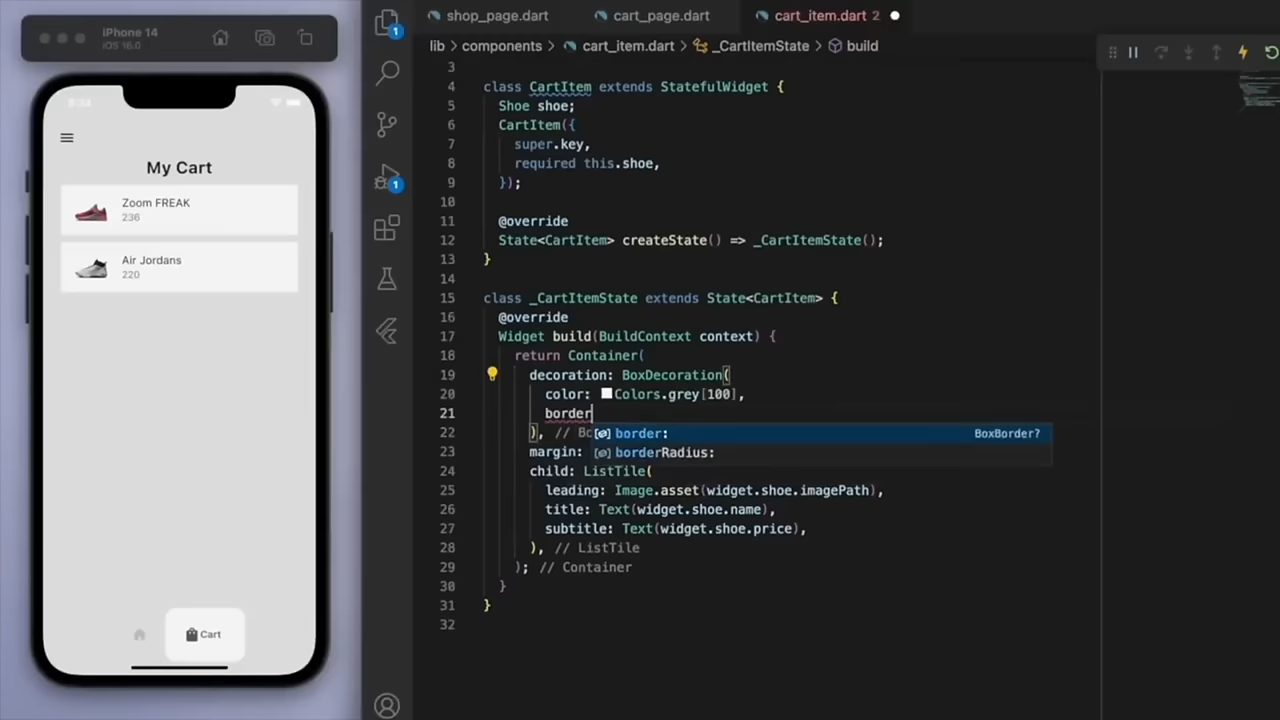 iPhone 14
iOS 16.0
My Cart
Zoom FREAK
236
Air Jordans
220
Cart
1
1
shop_page.dart
cart_page.dart
cart_item.dart 2
lib > components > cart_item.dart > _CartItemState > build
3
4 class CartItem extends StatefulWidget {
5 Shoe shoe;
6 CartItem({
7 super.key,
8 required this.shoe,
9 });
10
11 @override
12 State<CartItem> createState() => _CartItemState();
13 }
14
15 class _CartItemState extends State<CartItem> {
16 @override
17 Widget build(BuildContext context) {
18 return Container(
19 decoration: BoxDecoration(
20 color: Colors.grey[100],
21 border
22 ), // Bo
border: BoxBorder?
23 margin:
borderRadius:
24 child: ListTile(
25 leading: Image.asset(widget.shoe.imagePath),
26 title: Text(widget.shoe.name),
27 subtitle: Text(widget.shoe.price),
28 ), // ListTile
29 ); // Container
30 }
31 }
32